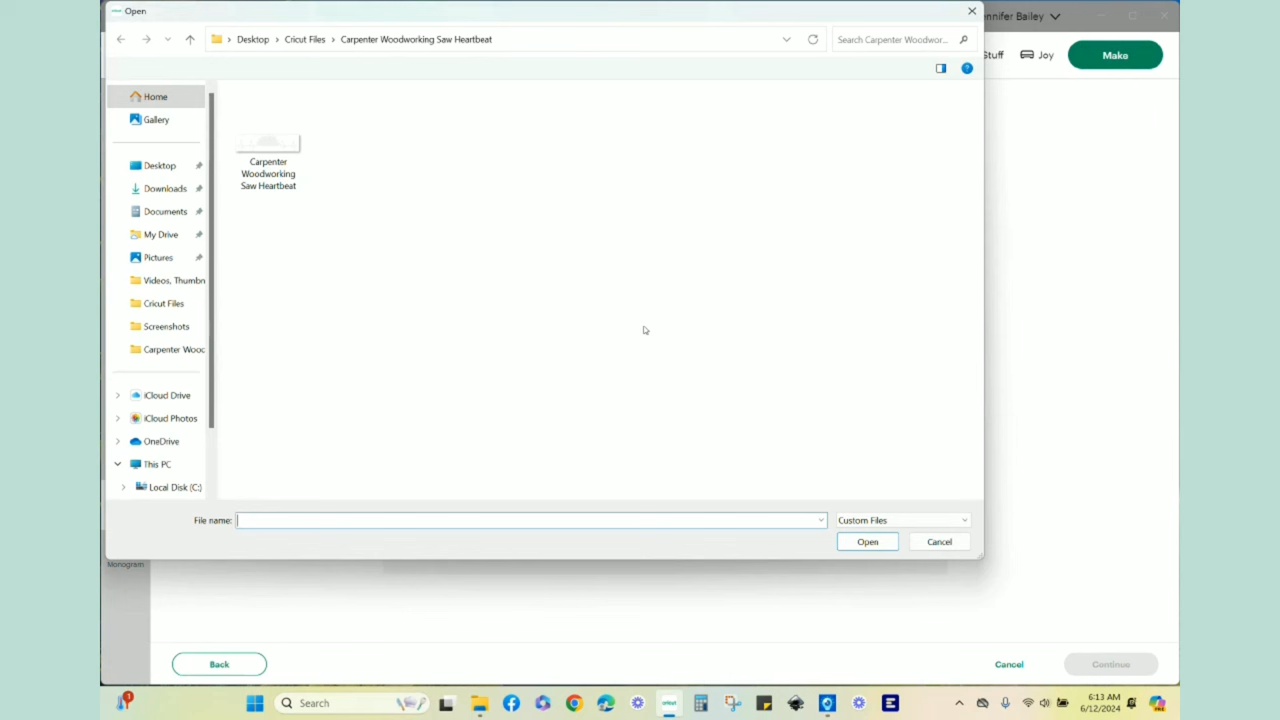 Open
Jennifer Bailey
Desktop > Cricut Files > Carpenter Woodworking Saw Heartbeat
Search Carpenter Woodwor...
Stuff
Joy
Make
Home
Gallery
Desktop
Downloads
Documents
My Drive
Pictures
Videos, Thumbn
Cricut Files
Screenshots
Carpenter Wood
iCloud Drive
iCloud Photos
OneDrive
This PC
Local Disk (C:)
Carpenter
Woodworking
Saw Heartbeat
File name:
Custom Files
Open
Cancel
Monogram
Back
Cancel
Continue
1
Search
cricut
6:13 AM
6/12/2024